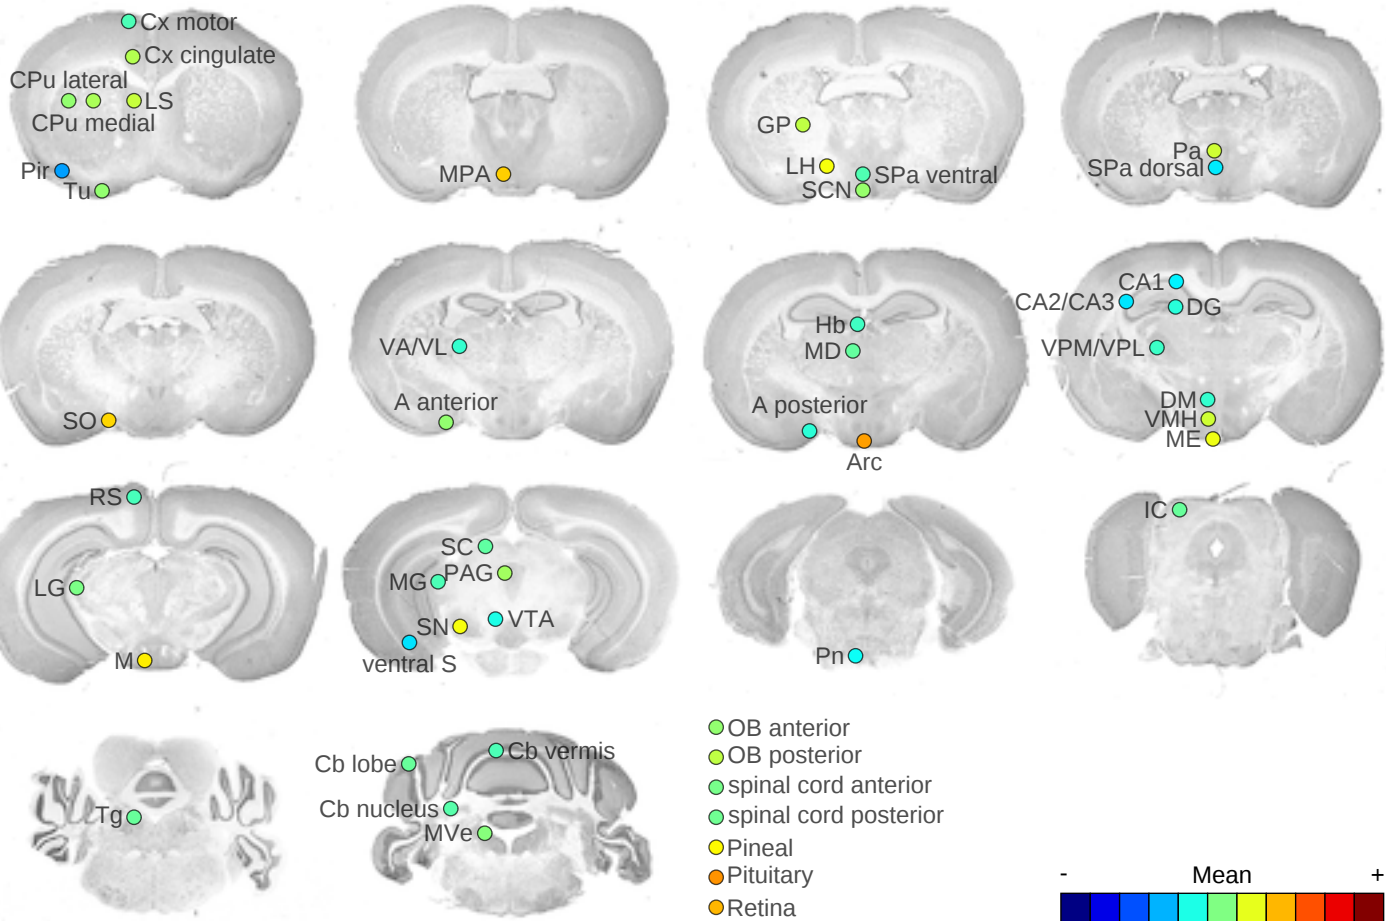 Cx motor
Cx cingulate
CPu lateral
LS
CPu medial
Pir
Tu
MPA
GP
LH
SPa ventral
SCN
Pa
SPa dorsal
SO
VA/VL
A anterior
Hb
MD
A posterior
Arc
CA1
CA2/CA3
DG
VPM/VPL
DM
VMH
ME
RS
LG
M
SC
PAG
MG
SN
VTA
ventral S
Pn
IC
Tg
Cb lobe
Cb vermis
Cb nucleus
MVe
OB anterior
OB posterior
spinal cord anterior
spinal cord posterior
Pineal
Pituitary
Retina
- Mean +